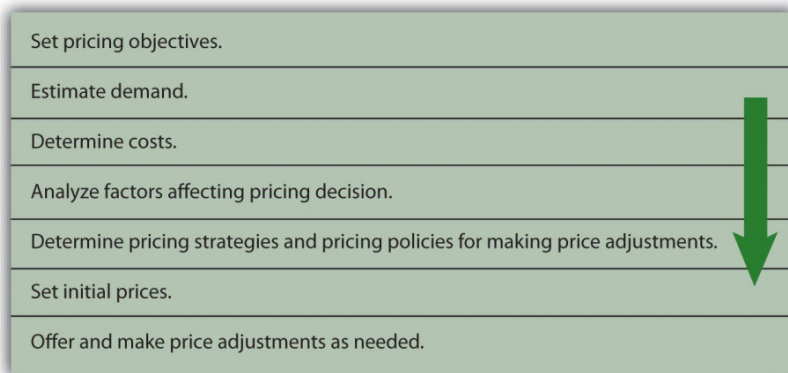 Set pricing objectives.
Estimate demand.
Determine costs.
Analyze factors affecting pricing decision.
Determine pricing strategies and pricing policies for making price adjustments.
Set initial prices.
Offer and make price adjustments as needed.